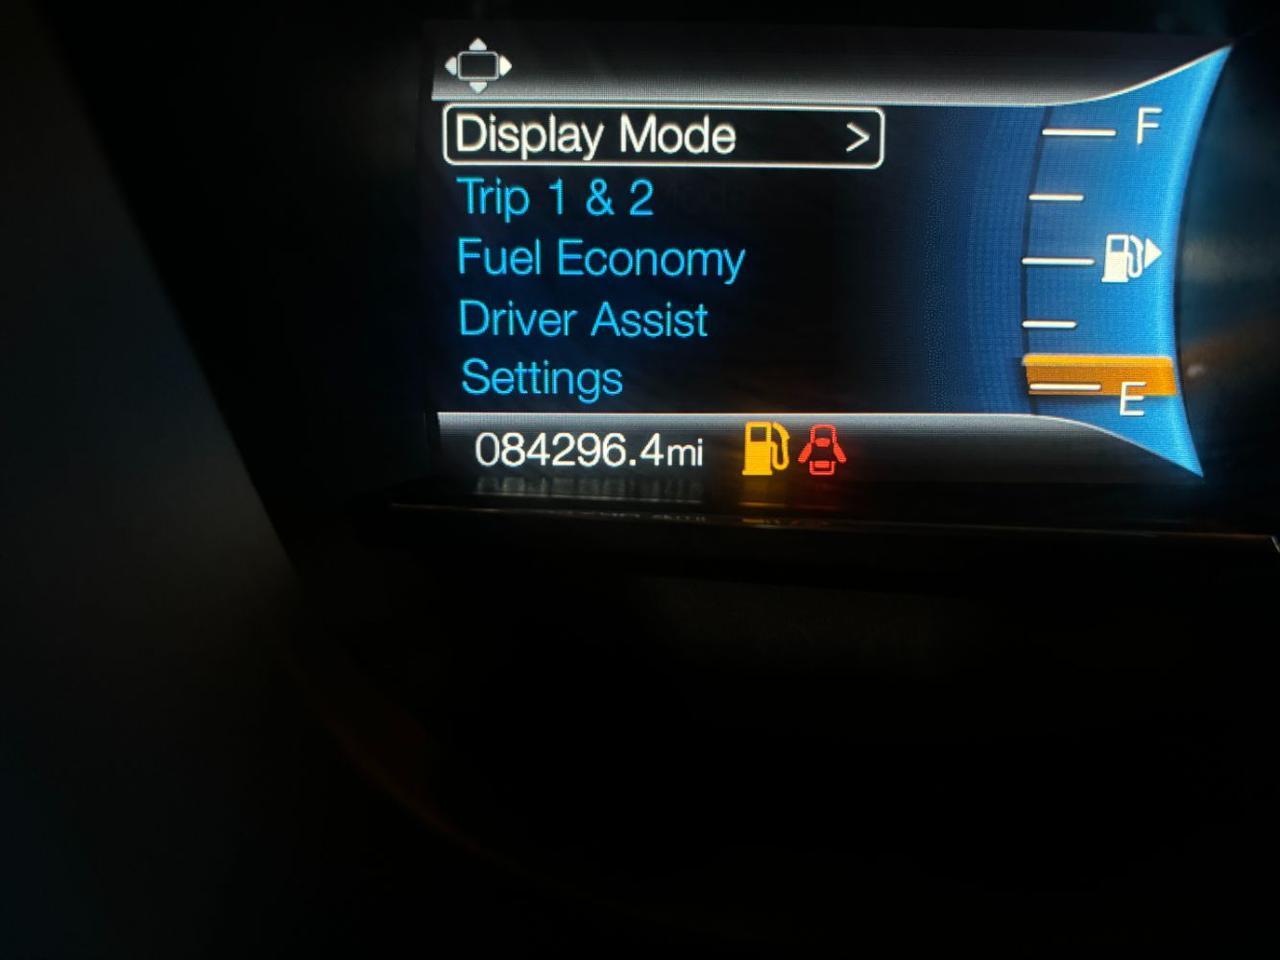 Display Mode >
Trip 1 & 2
Fuel Economy
Driver Assist
Settings
084296.4mi
F
E